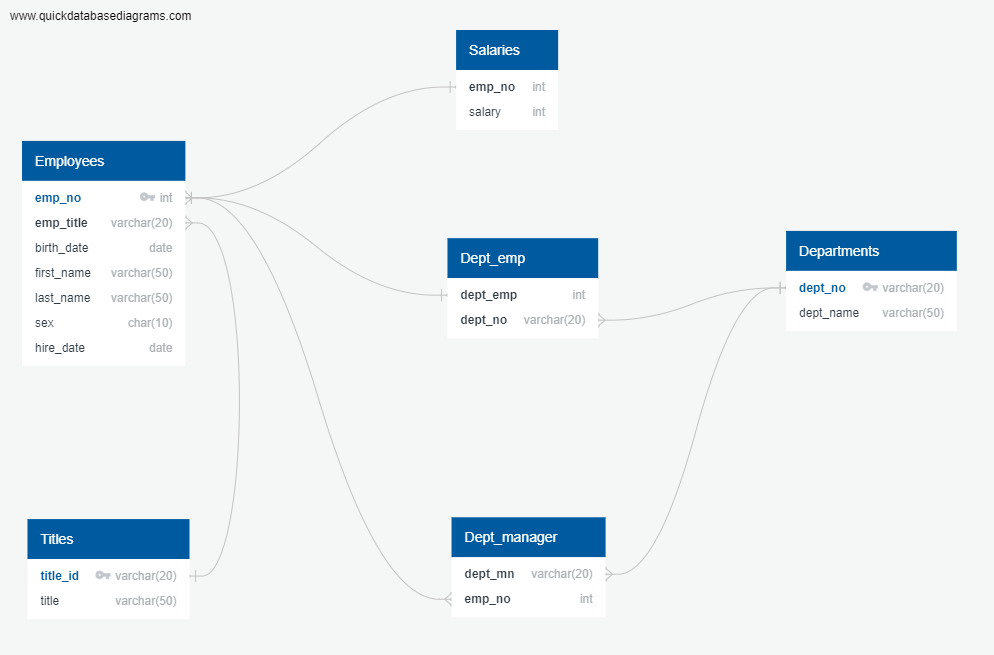 www.quickdatabasediagrams.com
Salaries
emp_no int
salary int
Employees
emp_no int
emp_title varchar(20)
birth_date date
first_name varchar(50)
last_name varchar(50)
sex char(10)
hire_date date
Dept_emp
dept_emp int
dept_no varchar(20)
Departments
dept_no varchar(20)
dept_name varchar(50)
Titles
title_id varchar(20)
title varchar(50)
Dept_manager
dept_mn varchar(20)
emp_no int